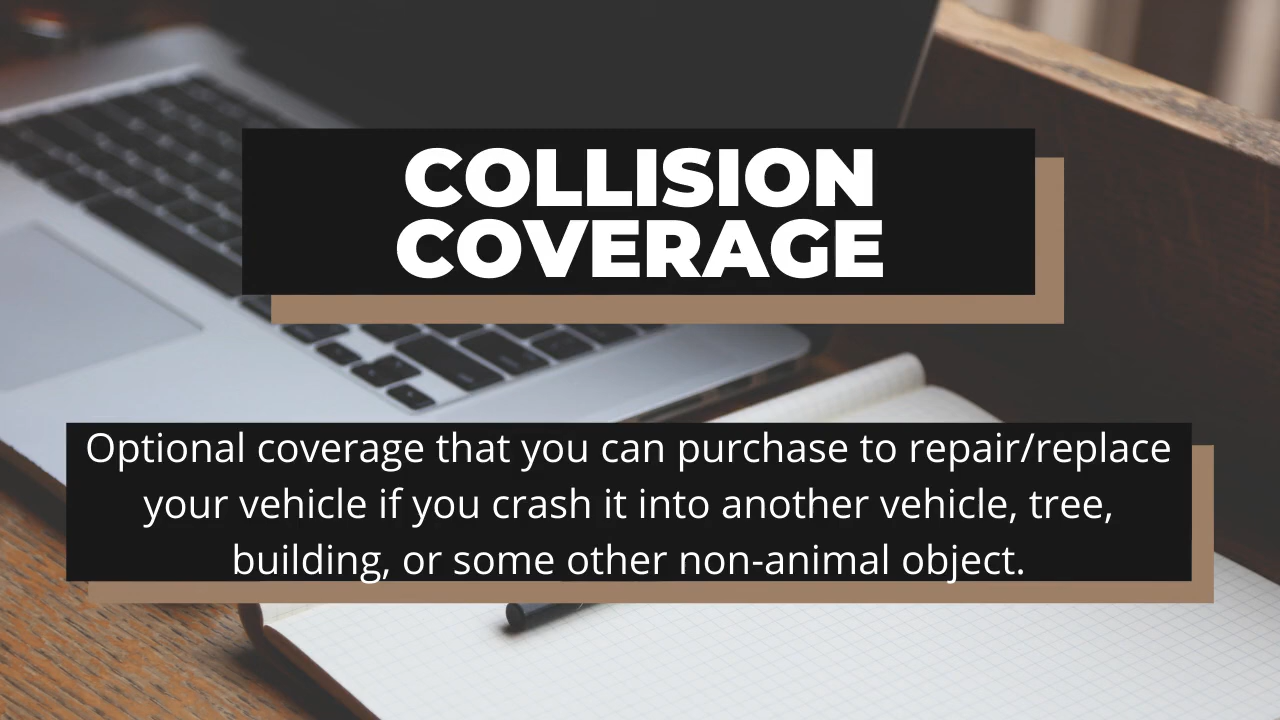 COLLISION
COVERAGE
Optional coverage that you can purchase to repair/replace
your vehicle if you crash it into another vehicle, tree,
building, or some other non-animal object.